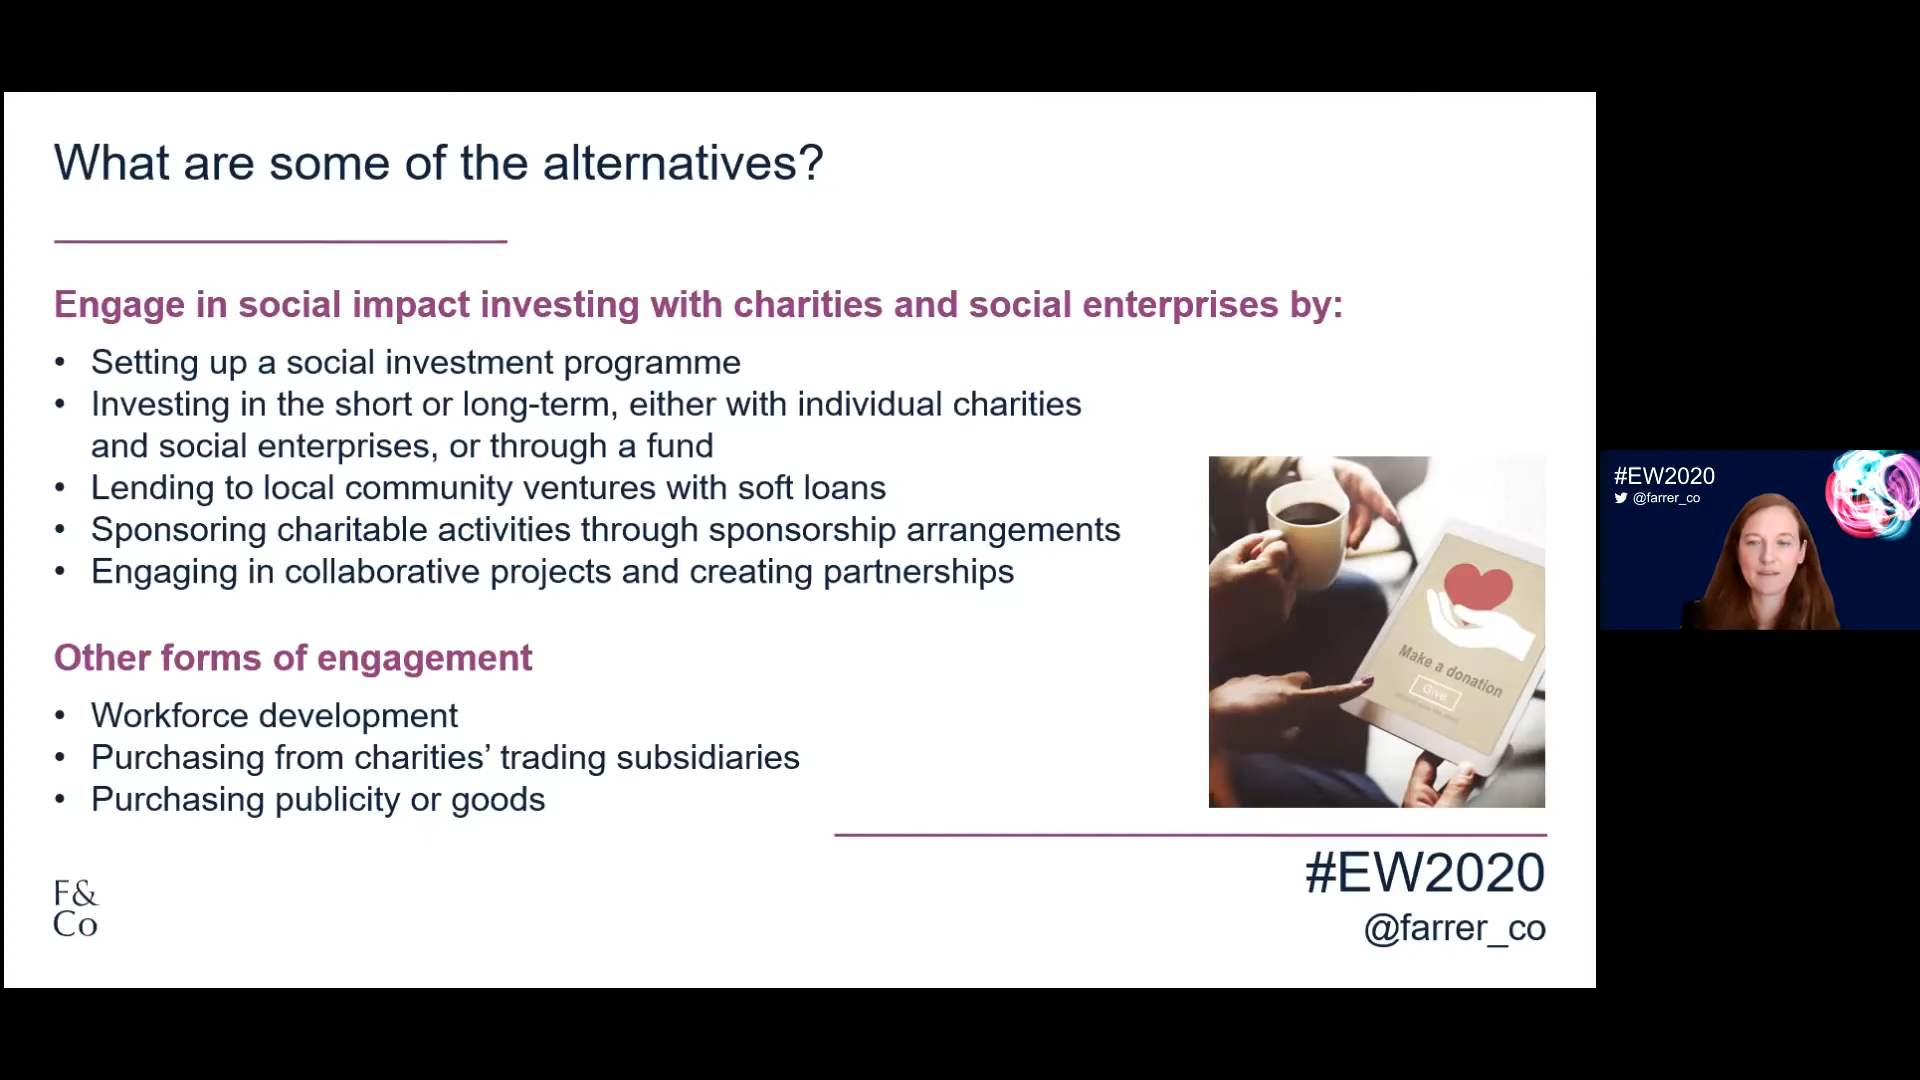 What are some of the alternatives?
Engage in social impact investing with charities and social enterprises by:
• Setting up a social investment programme
• Investing in the short or long-term, either with individual charities
and social enterprises, or through a fund
• Lending to local community ventures with soft loans
• Sponsoring charitable activities through sponsorship arrangements
• Engaging in collaborative projects and creating partnerships
Other forms of engagement
• Workforce development
• Purchasing from charities’ trading subsidiaries
• Purchasing publicity or goods
Make a donation
Give
F&
Co
#EW2020
@farrer_co
#EW2020
@farrer_co